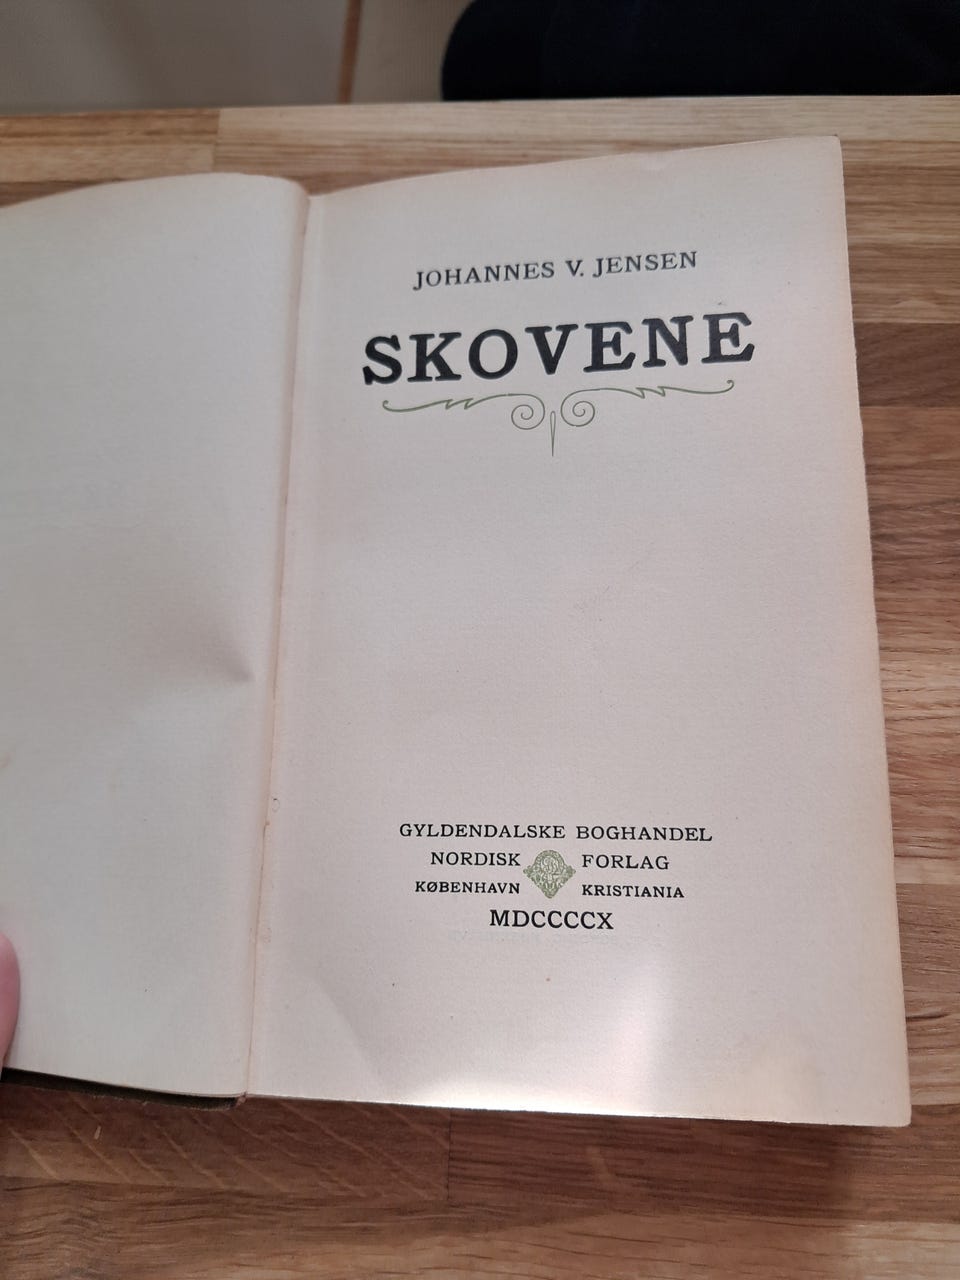 JOHANNES V. JENSEN
SKOVENE
GYLDENDALSKE BOGHANDEL
NORDISK FORLAG
KØBENHAVN KRISTIANIA
MDCCCCX